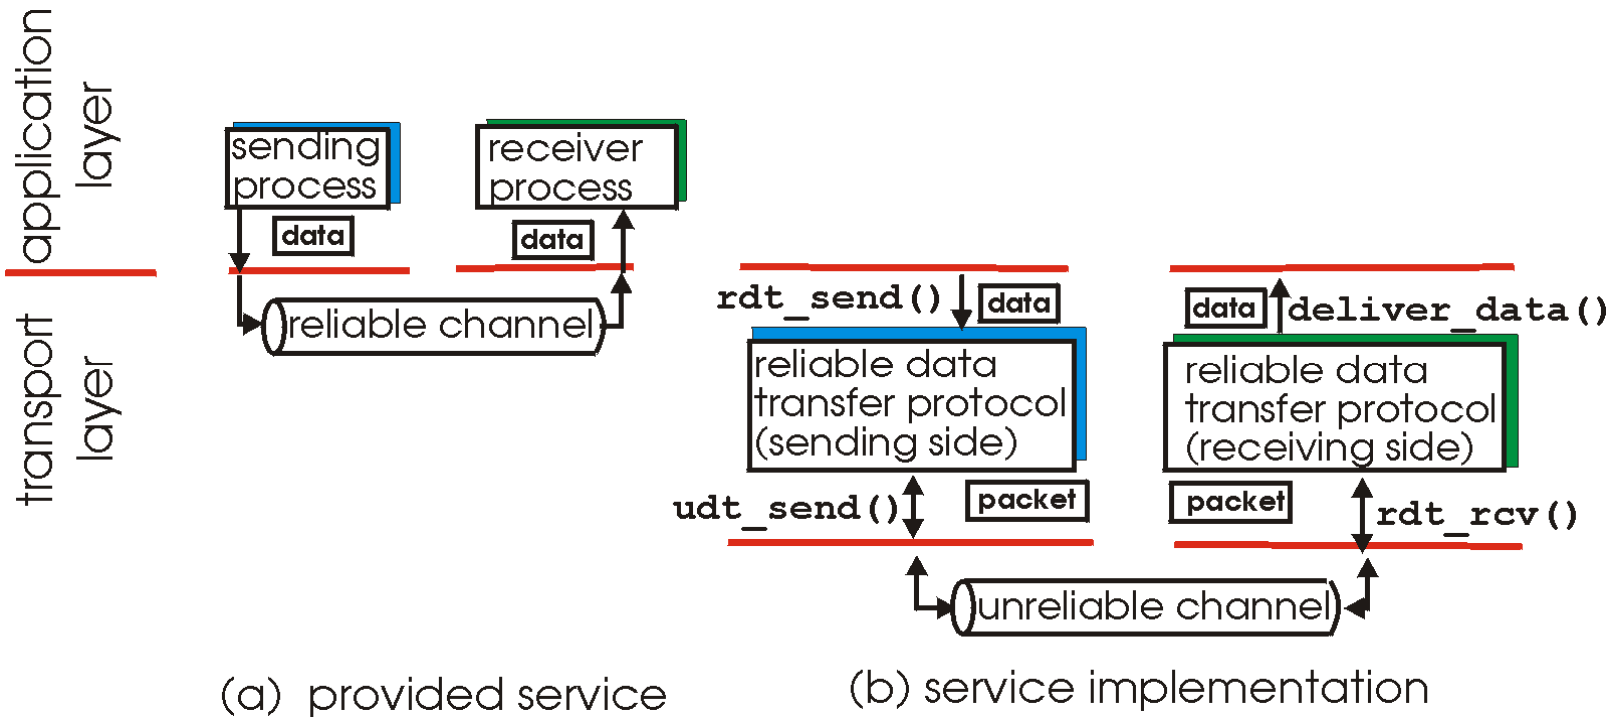 application
layer
transport
layer
sending
process
receiver
process
data
data
reliable channel
(a) provided service
rdt_send()
data
data
deliver_data()
reliable data
transfer protocol
(sending side)
reliable data
transfer protocol
(receiving side)
udt_send()
packet
packet
rdt_rcv()
unreliable channel
(b) service implementation